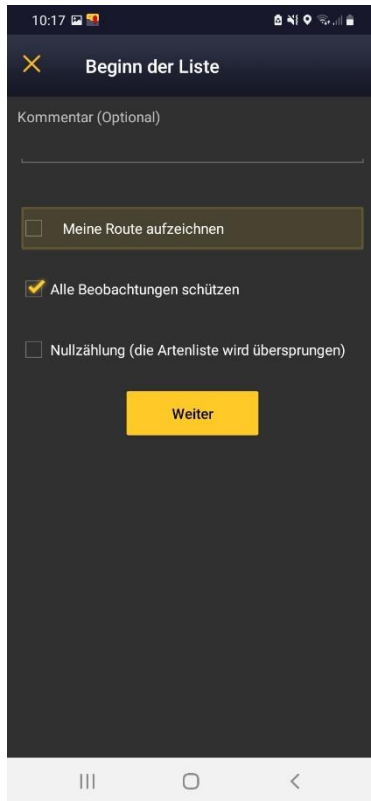 10:17
Beginn der Liste
Kommentar (Optional)
Meine Route aufzeichnen
Alle Beobachtungen schützen
Nullzählung (die Artenliste wird übersprungen)
Weiter